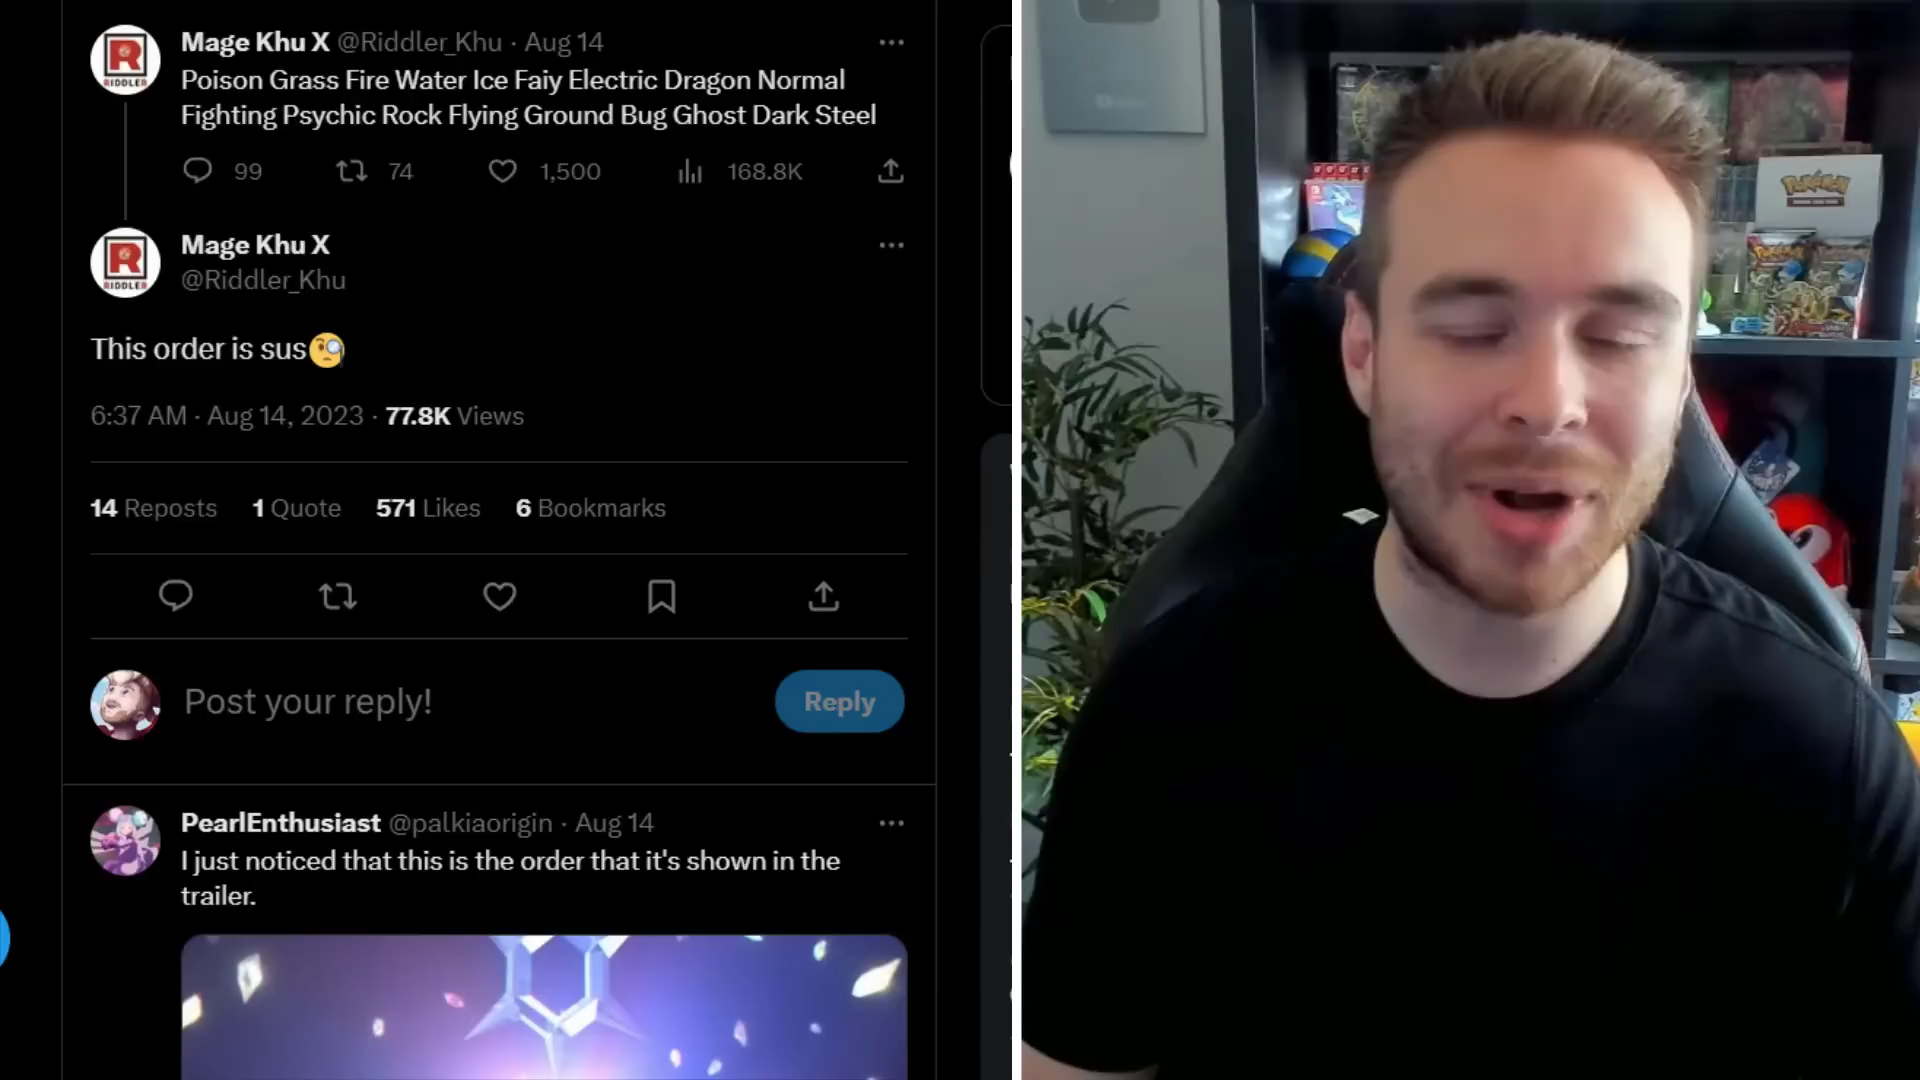 Mage Khu X @Riddler_Khu · Aug 14
Poison Grass Fire Water Ice Faiy Electric Dragon Normal
Fighting Psychic Rock Flying Ground Bug Ghost Dark Steel
99 74 1,500 168.8K
R
RIDDLER
Mage Khu X
@Riddler_Khu
R
RIDDLER
This order is sus
6:37 AM · Aug 14, 2023 · 77.8K Views
14 Reposts 1 Quote 571 Likes 6 Bookmarks
Post your reply!
Reply
PearlEnthusiast @palkiaorigin · Aug 14
I just noticed that this is the order that it's shown in the
trailer.
Pokémon